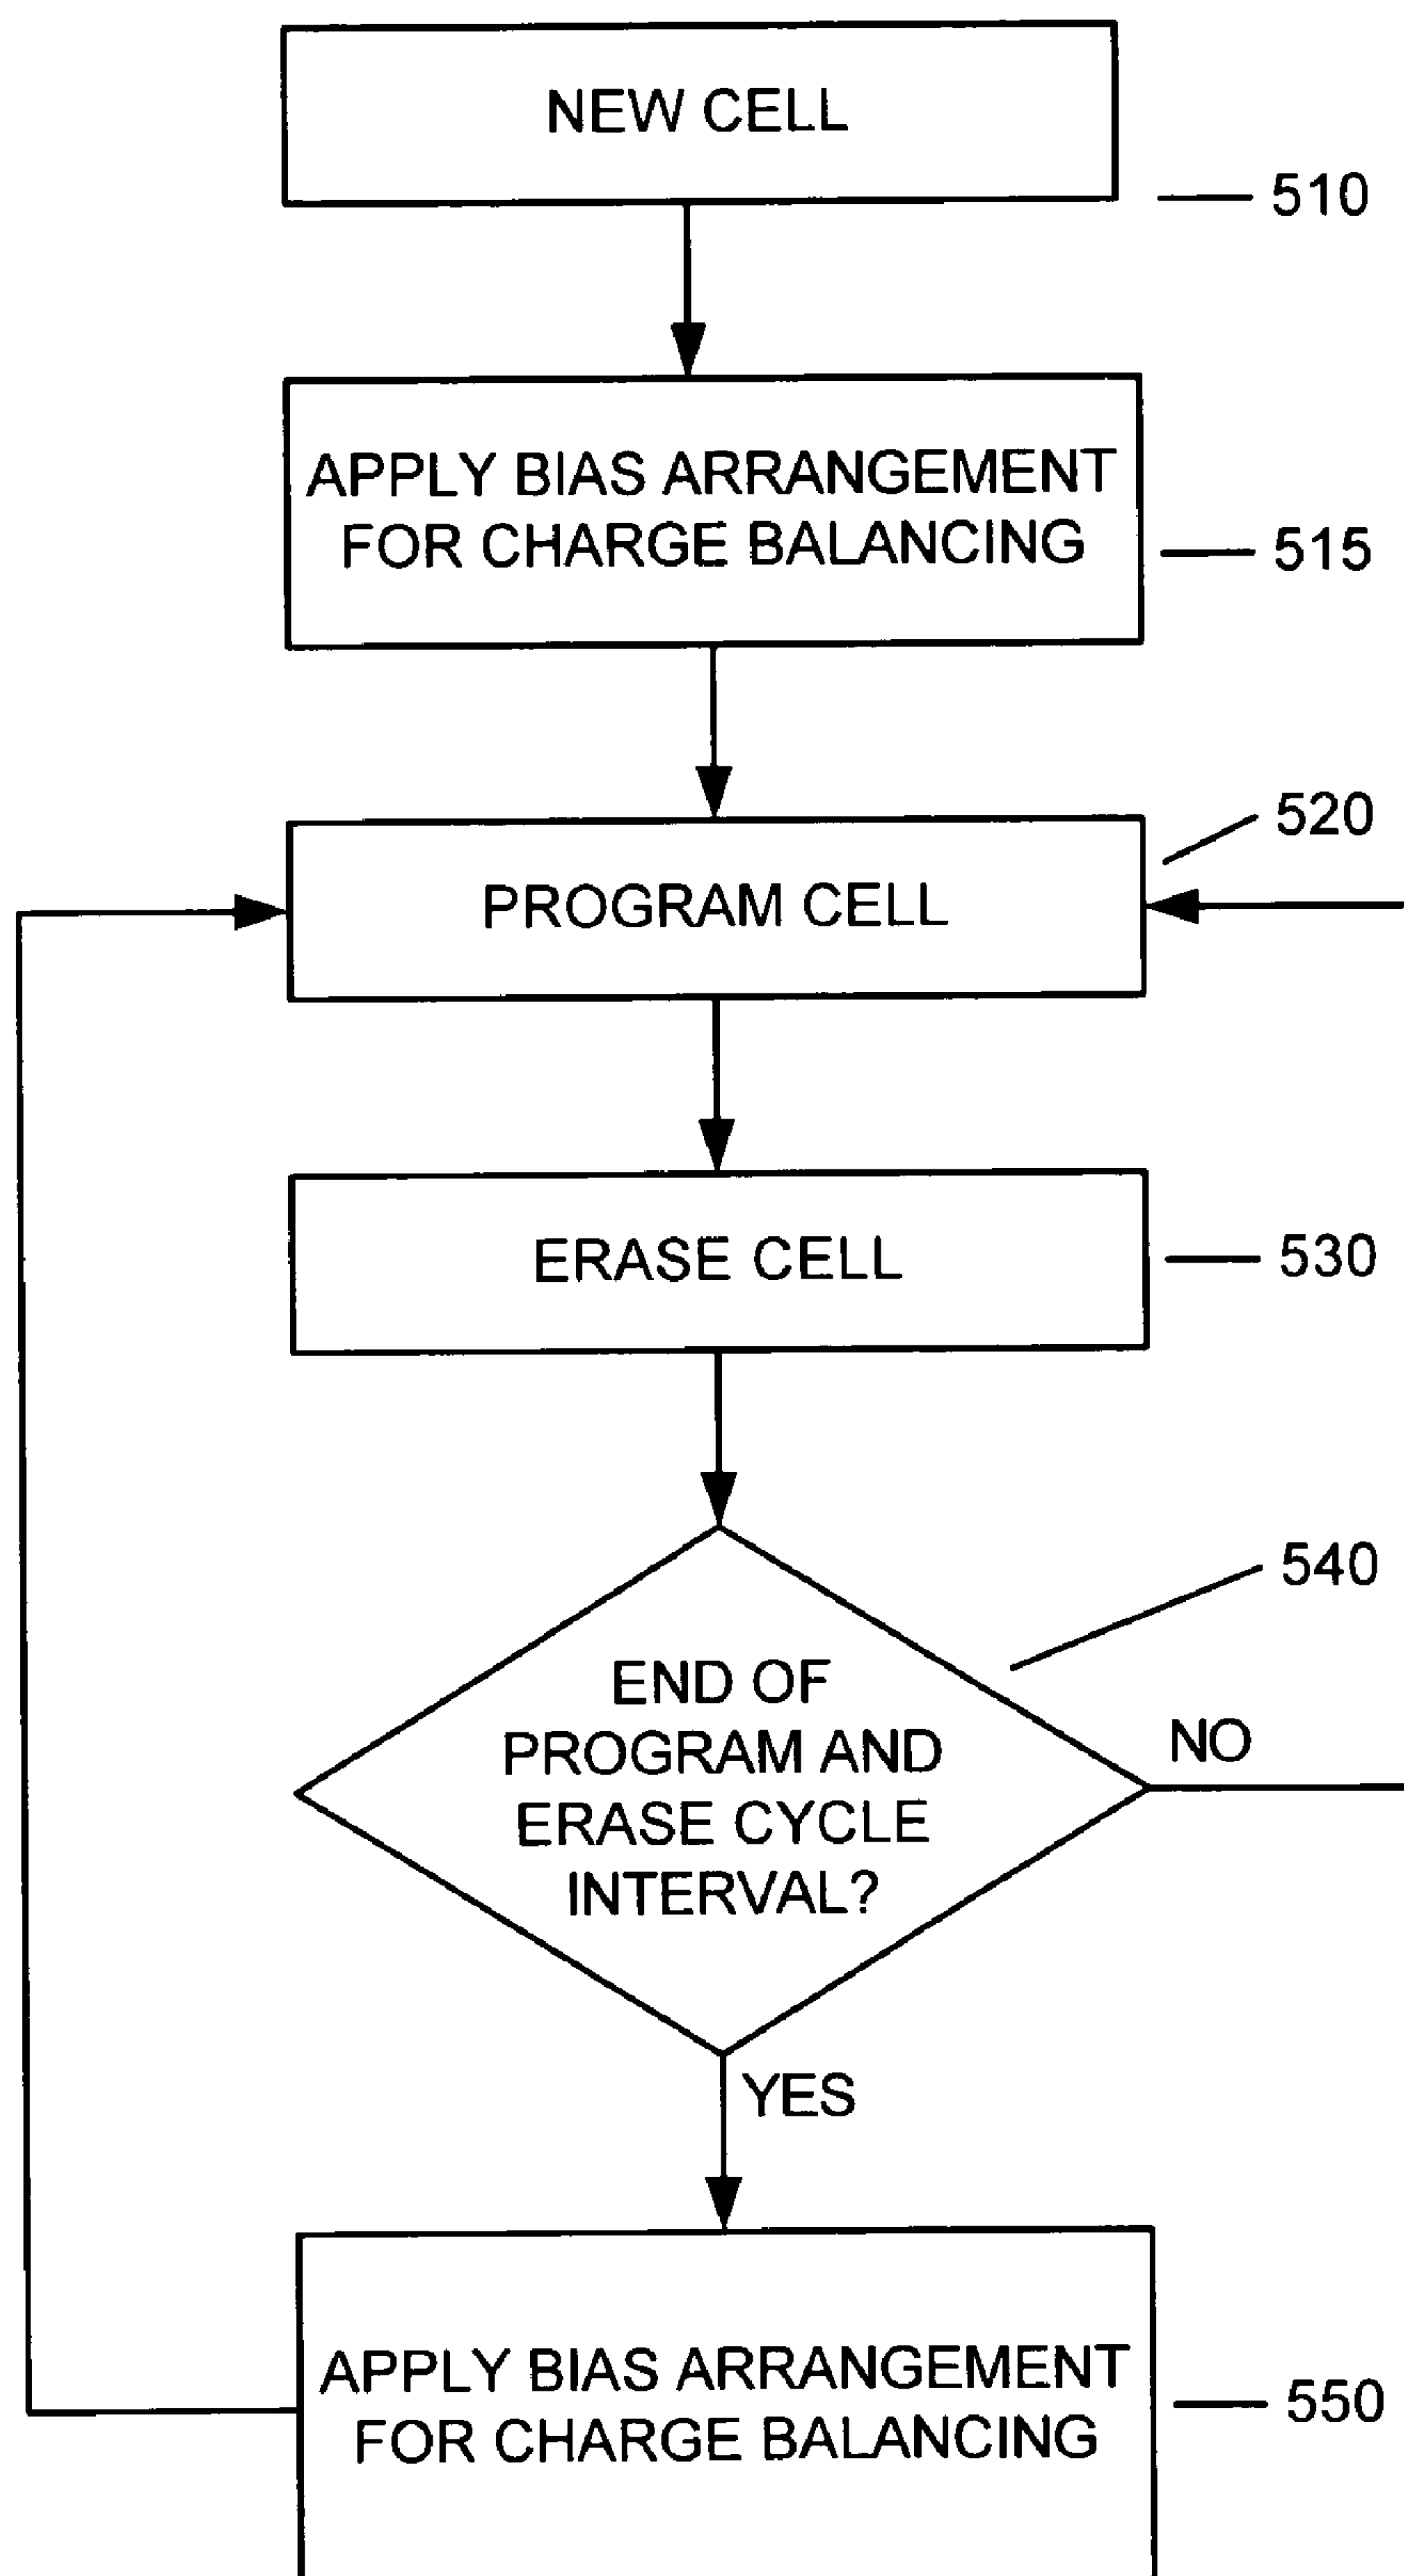 NEW CELL
510
APPLY BIAS ARRANGEMENT
FOR CHARGE BALANCING
515
520
PROGRAM CELL
ERASE CELL
530
540
END OF
PROGRAM AND
ERASE CYCLE
INTERVAL?
NO
YES
APPLY BIAS ARRANGEMENT
FOR CHARGE BALANCING
550